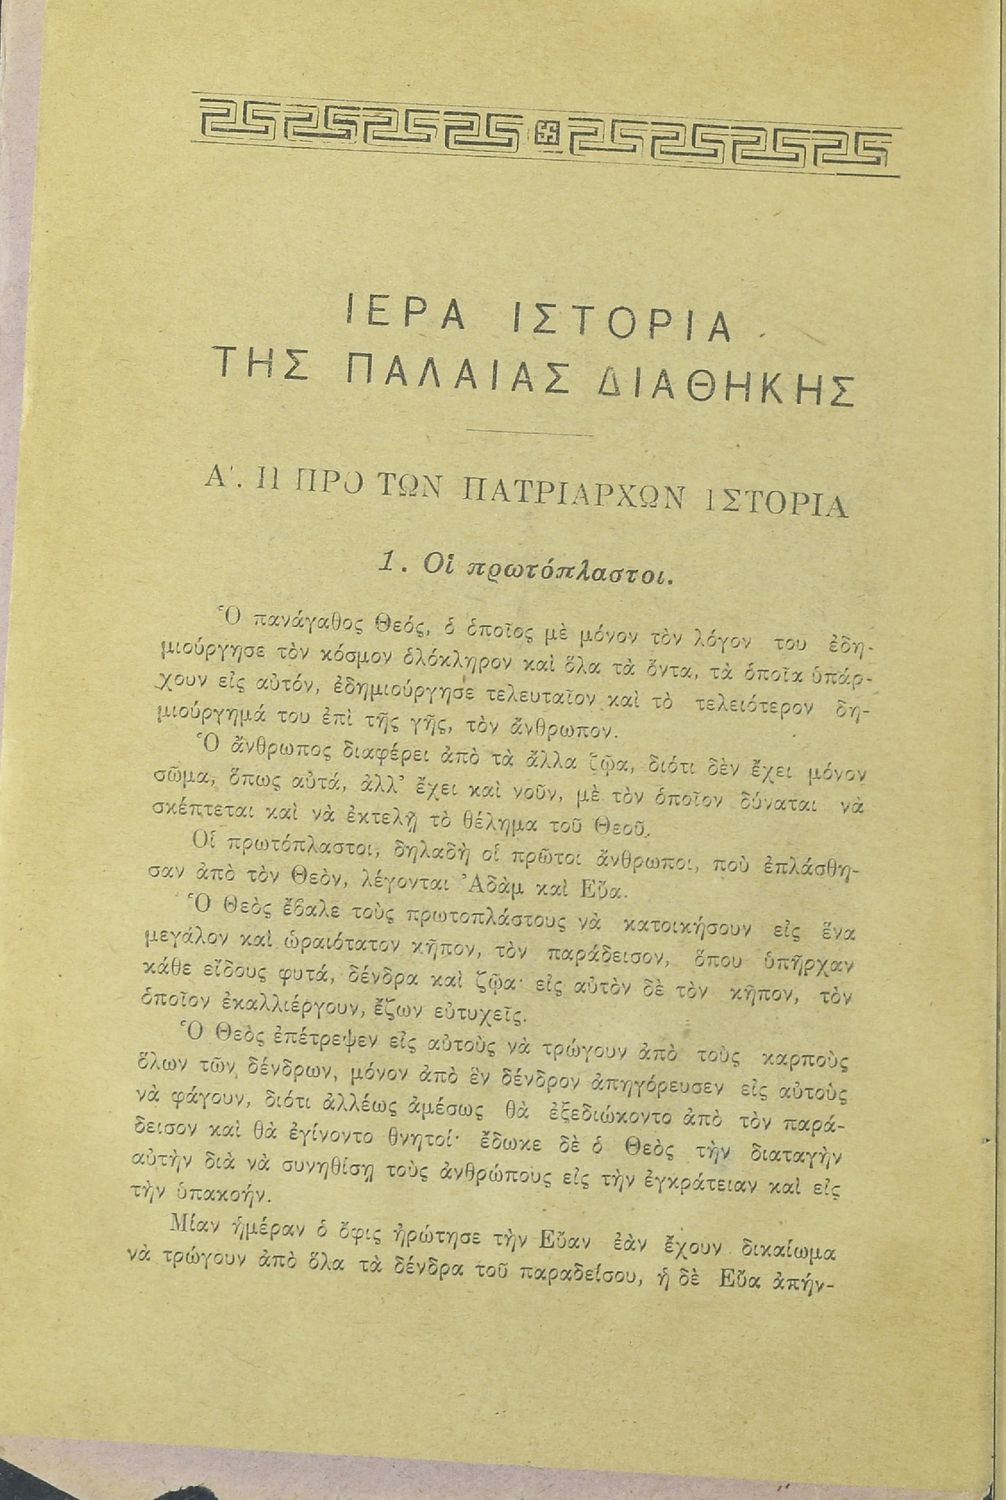 ΙΕΡΑ ΙΣΤΟΡΙΑ
ΤΗΣ ΠΑΛΑΙΑΣ ΔΙΑΘΗΚΗΣ
Α'. Η ΠΡΟ ΤΩΝ ΠΑΤΡΙΑΡΧΩΝ ΙΣΤΟΡΙΑ
1. Οἱ πρωτόπλαστοι.
Ὁ πανάγαθος Θεός, ὁ ὁποῖος μὲ μόνον τὸν λόγον του ἐδη-
μιούργησε τὸν κόσμον ὁλόκληρον καὶ ὅλα τὰ ὄντα, τὰ ὁποῖα ὑπάρ-
χουν εἰς αὐτόν, ἐδημιούργησε τελευταῖον καὶ τὸ τελειότερον δη-
μιούργημά του ἐπὶ τῆς γῆς, τὸν ἄνθρωπον.
Ὁ ἄνθρωπος διαφέρει ἀπὸ τὰ ἄλλα ζῷα, διότι δὲν ἔχει μόνον
σῶμα, ὅπως αὐτά, ἀλλ' ἔχει καὶ νοῦν, μὲ τὸν ὁποῖον δύναται νὰ
σκέπτεται καὶ νὰ ἐκτελῇ τὸ θέλημα τοῦ Θεοῦ.
Οἱ πρωτόπλαστοι, δηλαδὴ οἱ πρῶτοι ἄνθρωποι, ποὺ ἐπλάσθη-
σαν ἀπὸ τὸν Θεὸν, λέγονται Ἀδὰμ καὶ Εὔα.
Ὁ Θεὸς ἔβαλε τοὺς πρωτοπλάστους νὰ κατοικήσουν εἰς ἕνα
μεγάλον καὶ ὡραιότατον κῆπον, τὸν παράδεισον, ὅπου ὑπῆρχαν
κάθε εἴδους φυτά, δένδρα καὶ ζῷα· εἰς αὐτὸν δὲ τὸν κῆπον, τὸν
ὁποῖον ἐκαλλιέργουν, ἔζων εὐτυχεῖς.
Ὁ Θεὸς ἐπέτρεψεν εἰς αὐτοὺς νὰ τρώγουν ἀπὸ τοὺς καρποὺς
ὅλων τῶν δένδρων, μόνον ἀπὸ ἓν δένδρον ἀπηγόρευσεν εἰς αὐτοὺς
νὰ φάγουν, διότι ἀλλέως ἀμέσως θὰ ἐξεδιώκοντο ἀπὸ τὸν παρά-
δεισον καὶ θὰ ἐγίνοντο θνητοί· ἔδωκε δὲ ὁ Θεὸς τὴν διαταγὴν
αὐτὴν διὰ νὰ συνηθίσῃ τοὺς ἀνθρώπους εἰς τὴν ἐγκράτειαν καὶ εἰς
τὴν ὑπακοήν.
Μίαν ἡμέραν ὁ ὄφις ἠρώτησε τὴν Εὔαν ἐὰν ἔχουν δικαίωμα
νὰ τρώγουν ἀπὸ ὅλα τὰ δένδρα τοῦ παραδείσου, ἡ δὲ Εὔα ἀπήν-